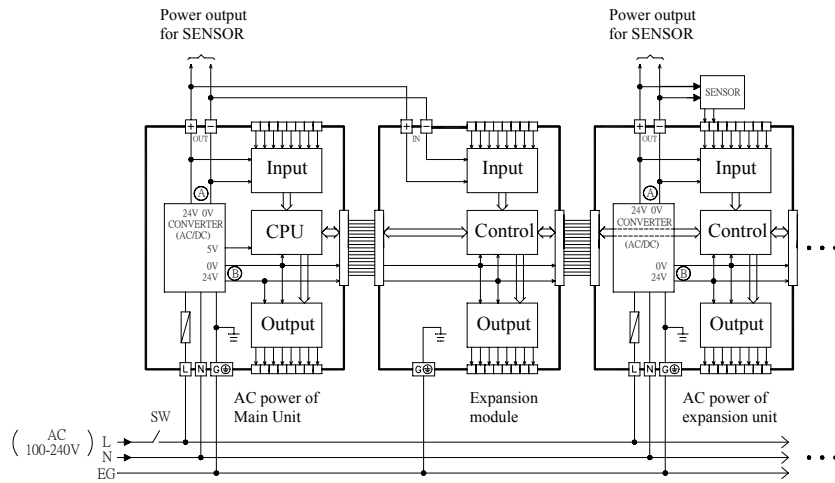 Power output
for SENSOR
Power output
for SENSOR
SENSOR
+ −
OUT
+ −
IN
+ −
OUT
Input
Input
Input
A
A
24V 0V
CONVERTER
(AC/DC)
5V
0V
24V
B
CPU
Control
24V 0V
CONVERTER
(AC/DC)
0V
24V
B
Control
Output
Output
Output
L N G
G
L N G
AC power of
Main Unit
Expansion
module
AC power of
expansion unit
SW
( AC
100-240V )
L
N
EG